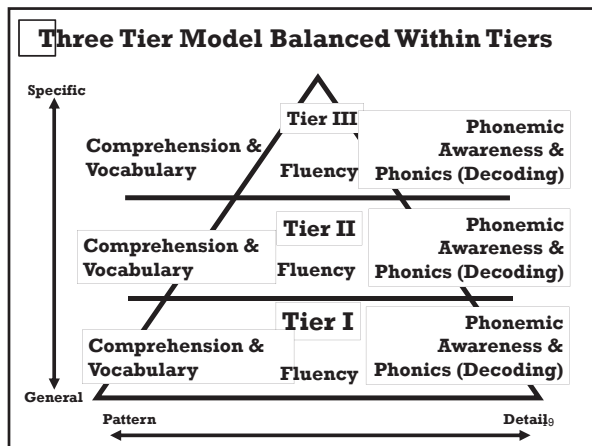 Three Tier Model Balanced Within Tiers
Specific
Tier III
Comprehension &
Vocabulary
Fluency
Phonemic
Awareness &
Phonics (Decoding)
Tier II
Comprehension &
Vocabulary
Fluency
Phonemic
Awareness &
Phonics (Decoding)
Tier I
Comprehension &
Vocabulary
Fluency
Phonemic
Awareness &
Phonics (Decoding)
General
Pattern
Detail